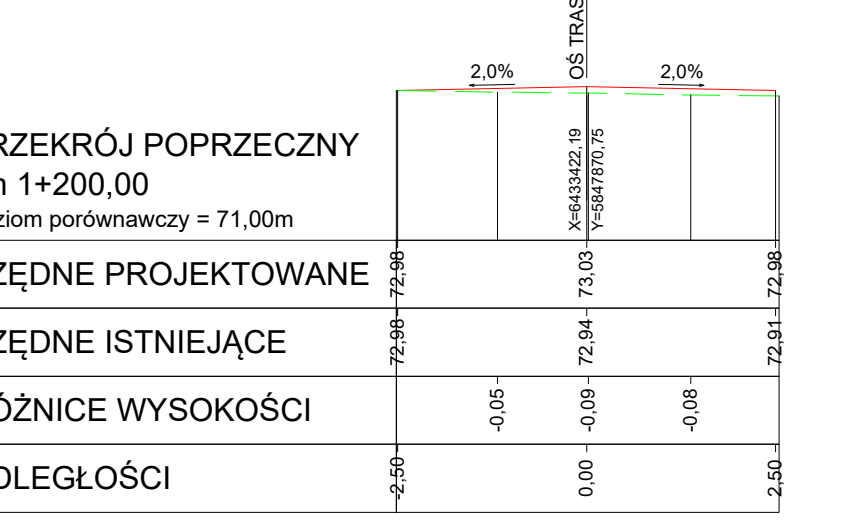 OŚ TRAS
2,0% 2,0%
X=6433422,19
Y=5847870,75
RZEKRÓJ POPRZECZNY
1+200,00
ziom porównawczy = 71,00m
ZĘDNE PROJEKTOWANE 72,98 73,03 72,98
ZĘDNE ISTNIEJĄCE 72,98 72,94 72,91
ÓŻNICE WYSOKOŚCI -0,05 -0,09 -0,08
DLEGŁOŚCI -2,50 0,00 2,50